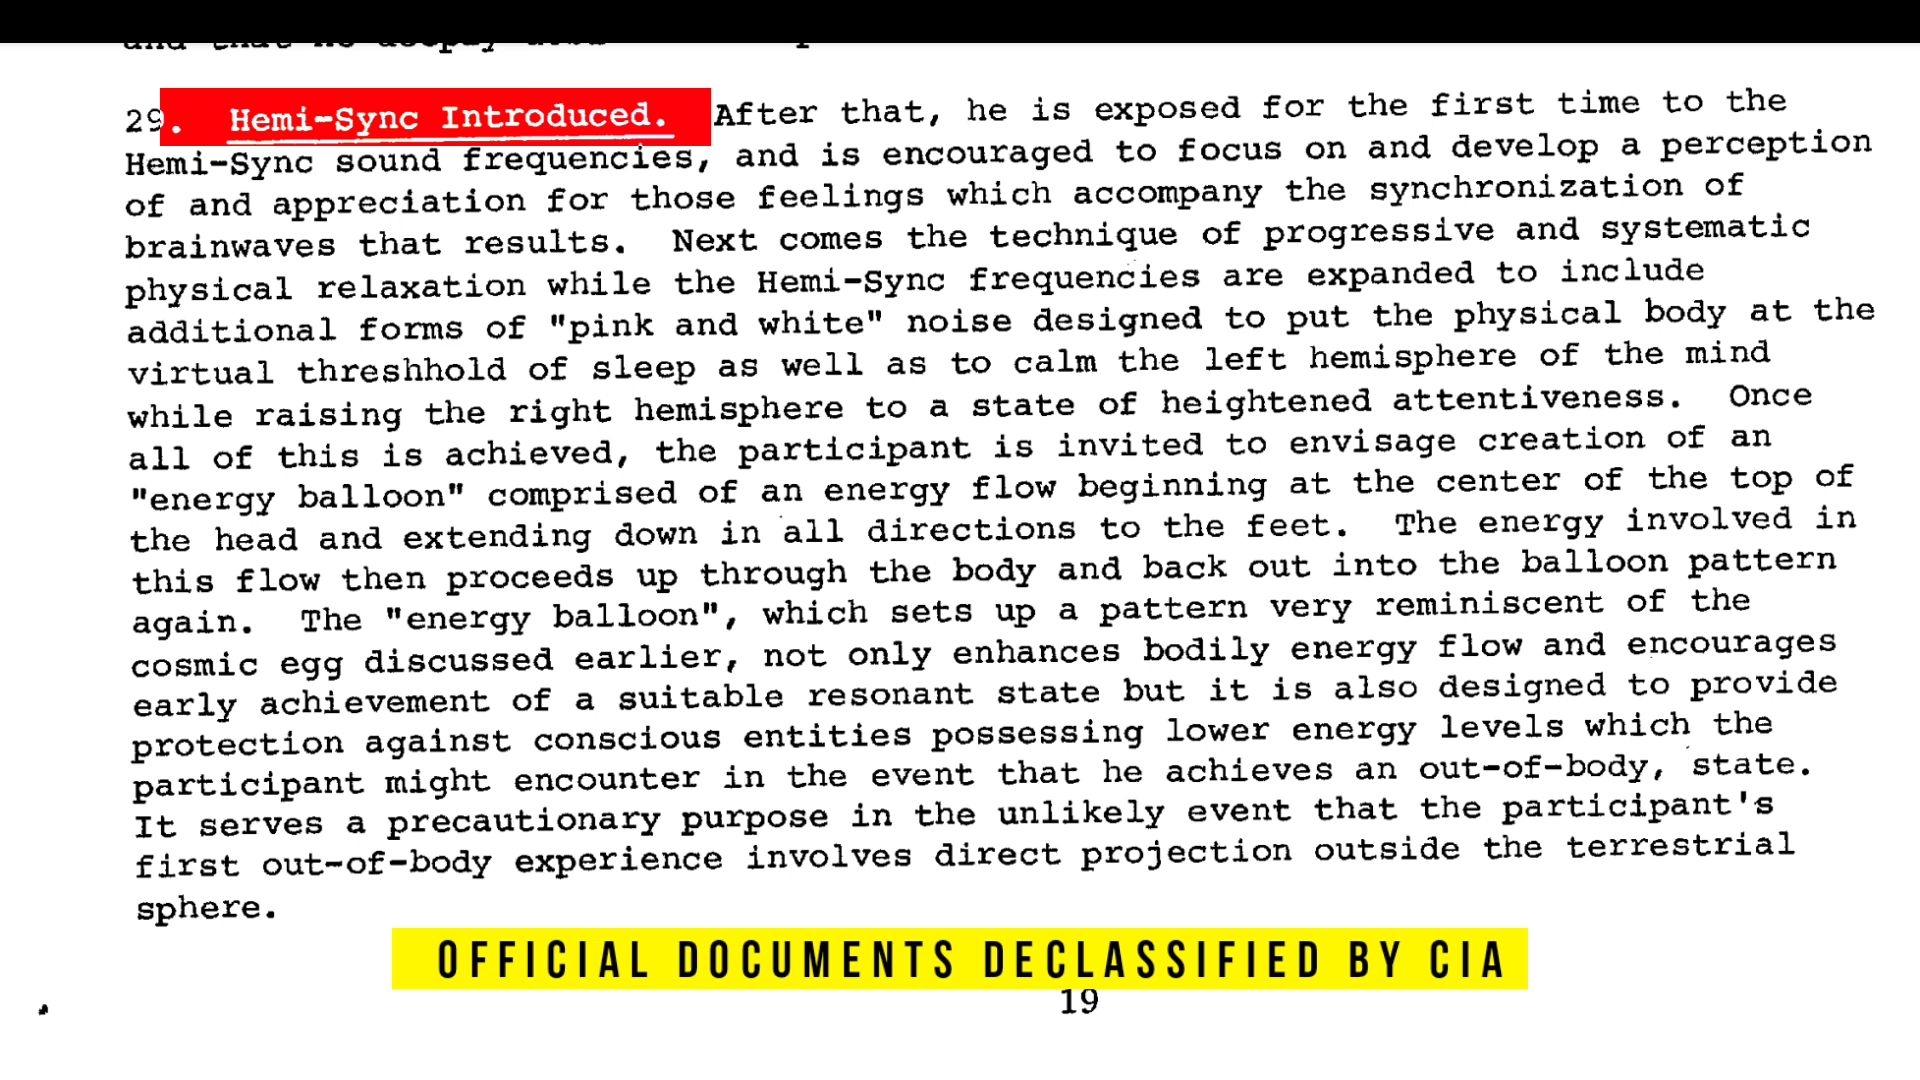 29. Hemi-Sync Introduced. After that, he is exposed for the first time to the
Hemi-Sync sound frequencies, and is encouraged to focus on and develop a perception
of and appreciation for those feelings which accompany the synchronization of
brainwaves that results. Next comes the technique of progressive and systematic
physical relaxation while the Hemi-Sync frequencies are expanded to include
additional forms of "pink and white" noise designed to put the physical body at the
virtual threshhold of sleep as well as to calm the left hemisphere of the mind
while raising the right hemisphere to a state of heightened attentiveness. Once
all of this is achieved, the participant is invited to envisage creation of an
"energy balloon" comprised of an energy flow beginning at the center of the top of
the head and extending down in all directions to the feet. The energy involved in
this flow then proceeds up through the body and back out into the balloon pattern
again. The "energy balloon", which sets up a pattern very reminiscent of the
cosmic egg discussed earlier, not only enhances bodily energy flow and encourages
early achievement of a suitable resonant state but it is also designed to provide
protection against conscious entities possessing lower energy levels which the
participant might encounter in the event that he achieves an out-of-body, state.
It serves a precautionary purpose in the unlikely event that the participant's
first out-of-body experience involves direct projection outside the terrestrial
sphere.
OFFICIAL DOCUMENTS DECLASSIFIED BY CIA
19